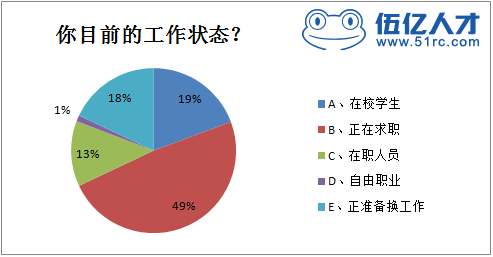 你目前的工作状态？
伍亿人才
www.51rc.com
18%
19%
1%
13%
49%
A、在校学生
B、正在求职
C、在职人员
D、自由职业
E、正准备换工作